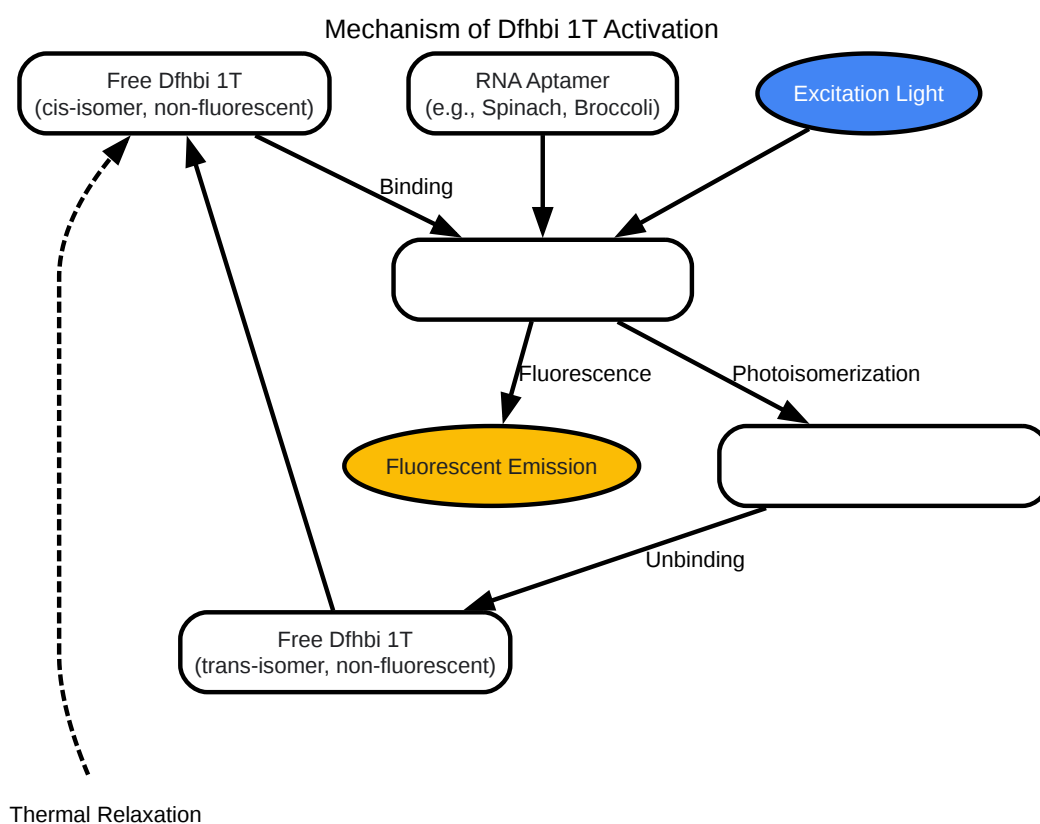 Mechanism of Dfhbi 1T Activation
Free Dfhbi 1T
(cis-isomer, non-fluorescent)
RNA Aptamer
(e.g., Spinach, Broccoli)
Excitation Light
Binding
Fluorescence
Photoisomerization
Fluorescent Emission
Unbinding
Free Dfhbi 1T
(trans-isomer, non-fluorescent)
Thermal Relaxation